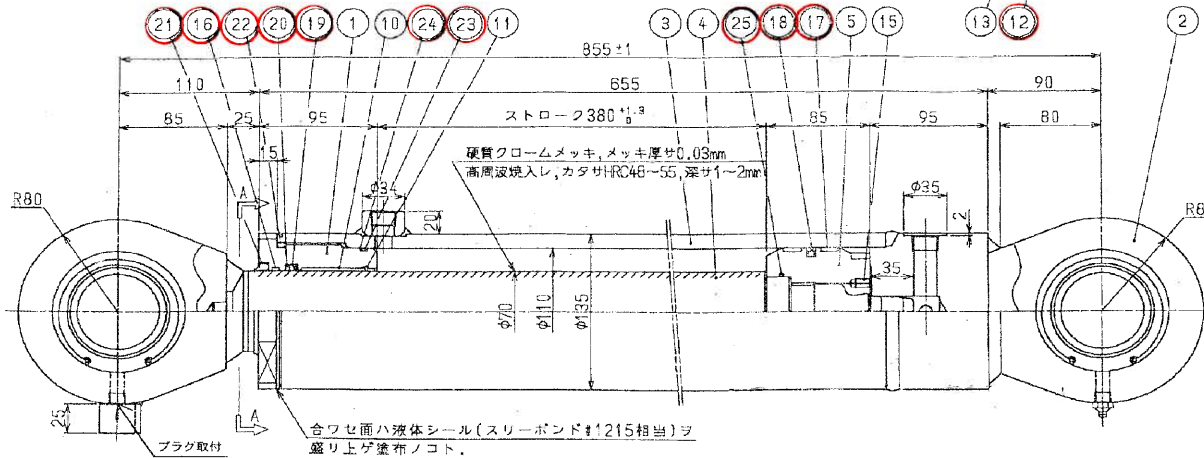 21 16 22 20 19 1 10 24 23 11 3 4 25 18 17 5 15 13 12 2
855±1
110 655 90
85 25 95 ストローク380 85 95 80
15
硬質クロームメッキ,メッキ厚サ0.03mm
高周波焼入レ,カタサHRC48~55,深サ1~2mm
φ34 φ35
A 20 2
R80 R8
35
φ70 φ110 φ135
25 A
合ワセ面ハ液体シール(スリーボンド#1215相当)ヲ
盛リ上ゲ塗布ノコト.
プラグ取付